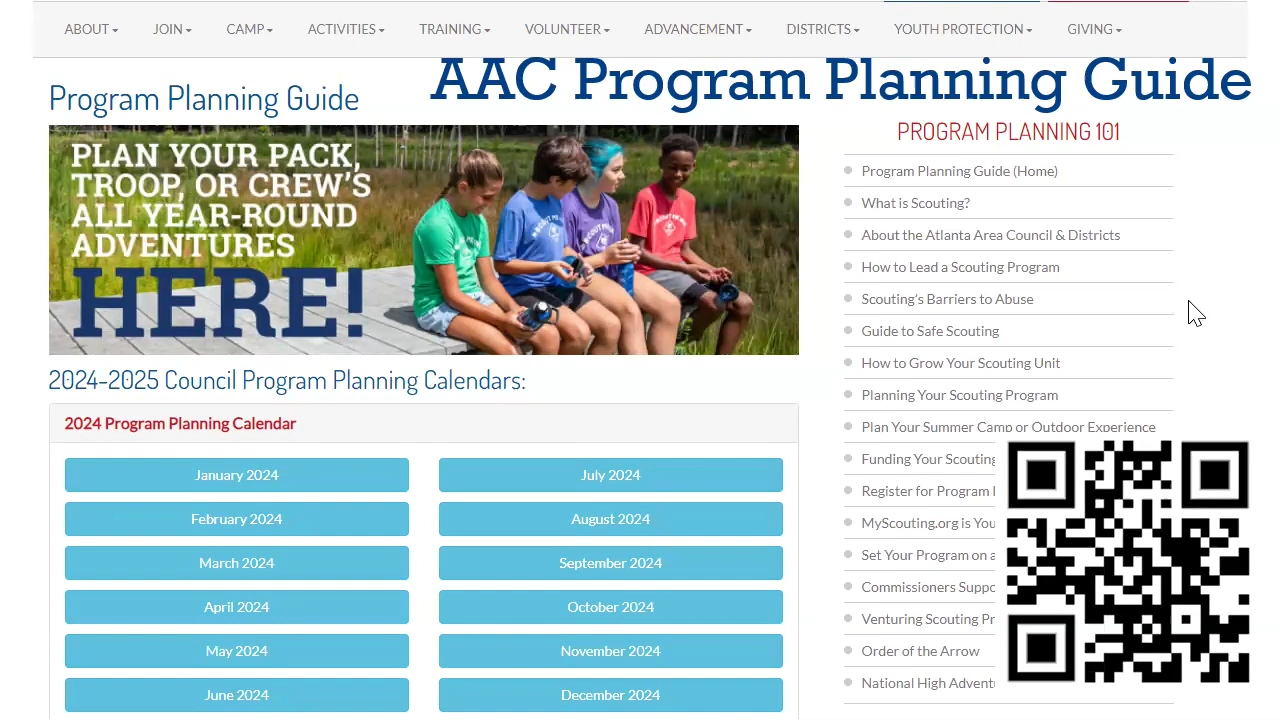 ABOUT JOIN CAMP ACTIVITIES TRAINING VOLUNTEER ADVANCEMENT DISTRICTS YOUTH PROTECTION GIVING
AAC Program Planning Guide
Program Planning Guide
PLAN YOUR PACK,
TROOP, OR CREW'S
ALL YEAR-ROUND
ADVENTURES
HERE!
2024-2025 Council Program Planning Calendars:
2024 Program Planning Calendar
January 2024
February 2024
March 2024
April 2024
May 2024
June 2024
July 2024
August 2024
September 2024
October 2024
November 2024
December 2024
PROGRAM PLANNING 101
Program Planning Guide (Home)
What is Scouting?
About the Atlanta Area Council & Districts
How to Lead a Scouting Program
Scouting's Barriers to Abuse
Guide to Safe Scouting
How to Grow Your Scouting Unit
Planning Your Scouting Program
Plan Your Summer Camp or Outdoor Experience
Funding Your Scouting
Register for Program
MyScouting.org is You
Set Your Program on a
Commissioners Suppo
Venturing Scouting Pr
Order of the Arrow
National High Advent